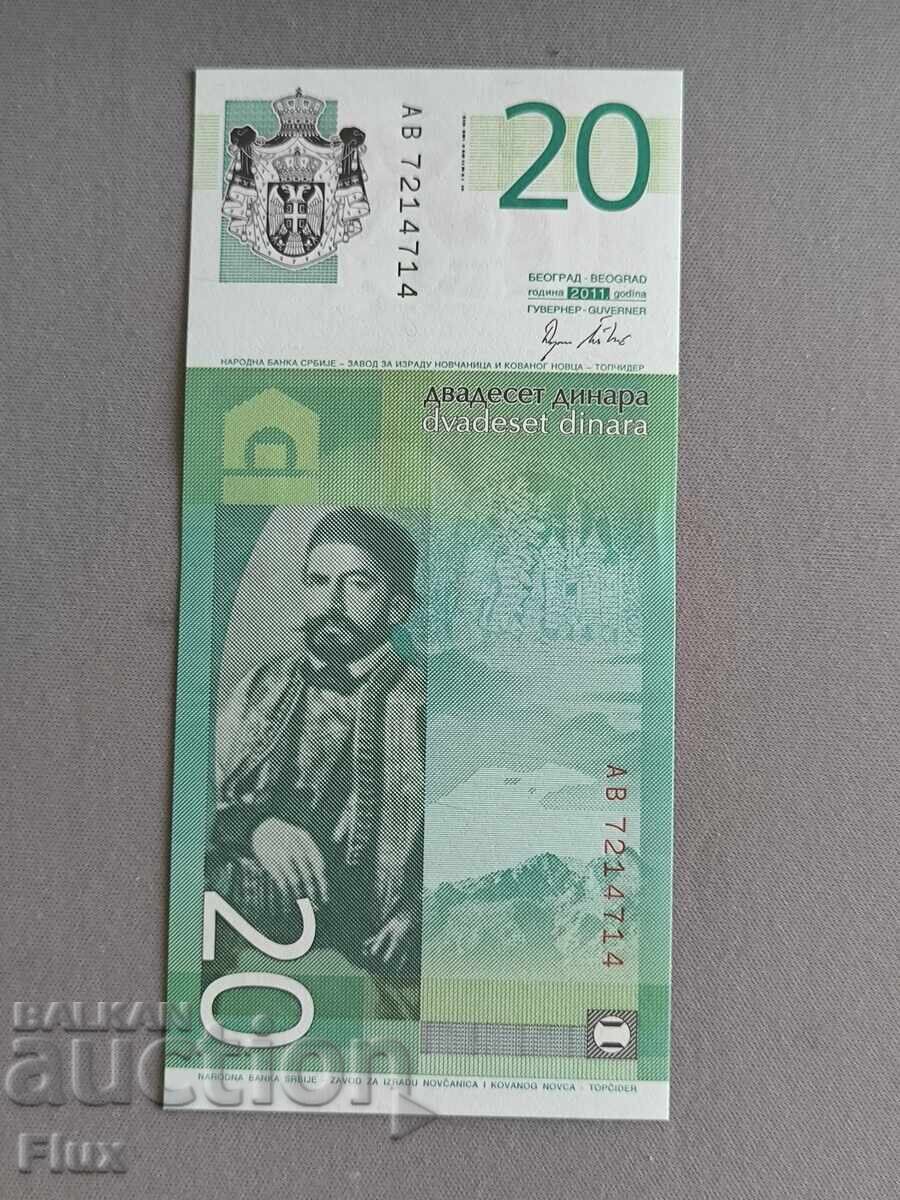 AB 7214714
20
БЕОГРАД - BEOGRAD
година 2011. godina
ГУВЕРНЕР - GUVERNER
НАРОДНА БАНКА СРБИЈЕ – ЗАВОД ЗА ИЗРАДУ НОВЧАНИЦА И КОВАНОГ НОВЦА – ТОПЧИДЕР
двадесет динара
dvadeset dinara
AB 7214714
20
NARODNA BANKA SRBIJE - ZAVOD ZA IZRADU NOVČANICA I KOVANOG NOVCA - TOPČIDER
BALKAN
auction
Flux